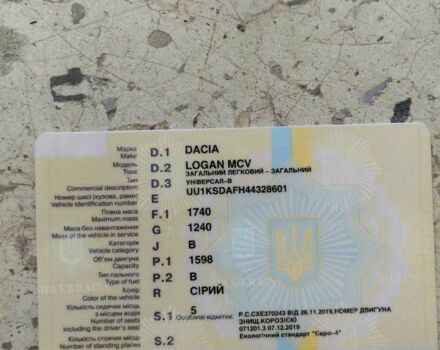 Марка
Make D.1 DACIA
Модель
Type D.2 LOGAN MCV
Тип ЗАГАЛЬНИЙ ЛЕГКОВИЙ - ЗАГАЛЬНИЙ
Commercial description D.3 УНІВЕРСАЛ-B
Номер шасі (кузова, рами) E UU1KSDAFH44328601
Vehicle identification number
Повна маса
Maximum mass F.1 1740
Маса без навантаження
Mass of the vehicle in service G 1240
Категорія
Vehicle category J B
Об'єм двигуна
Capacity P.1 1598
Тип пального
Type of fuel P.2 B
Колір
Color of the vehicle R СІРИЙ
Кількість сидячих місць
з місцем водія
Number of seats
including the driver's seat S.1 5 Особливі відмітки:
Кількість стоячих місць
Number of standing places S.2
Р.С.СХЕ370243 ВІД 26.11.2019,НОМЕР ДВИГУНА
ЗНИЩ.КОРОЗІЄЮ
071201.3 07.12.2019
Екологічний стандарт "Євро-4"